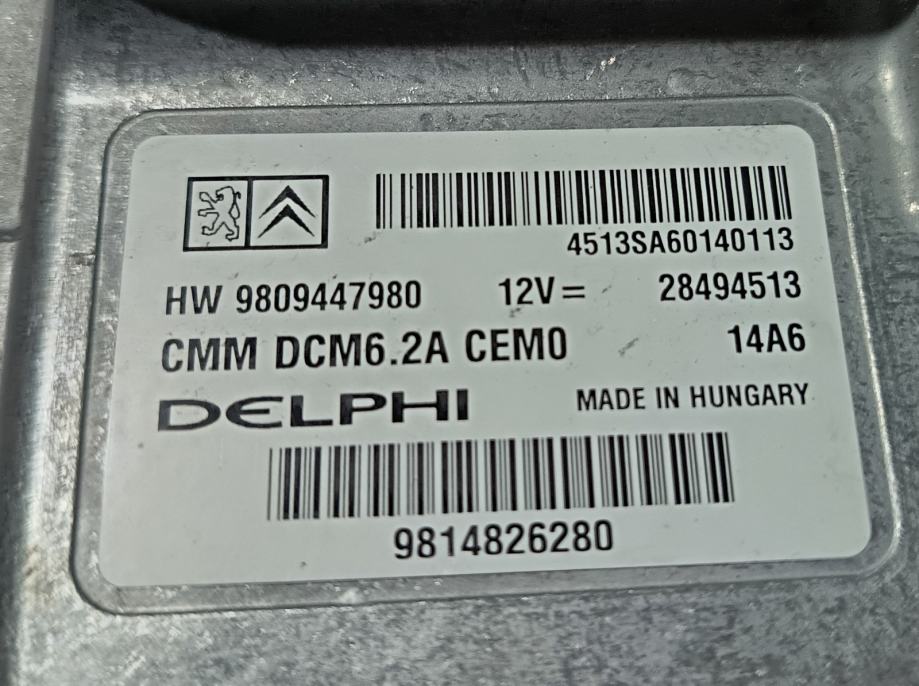 4513SA60140113
HW 9809447980 12V= 28494513
CMM DCM6.2A CEM0 14A6
DELPHI MADE IN HUNGARY
9814826280